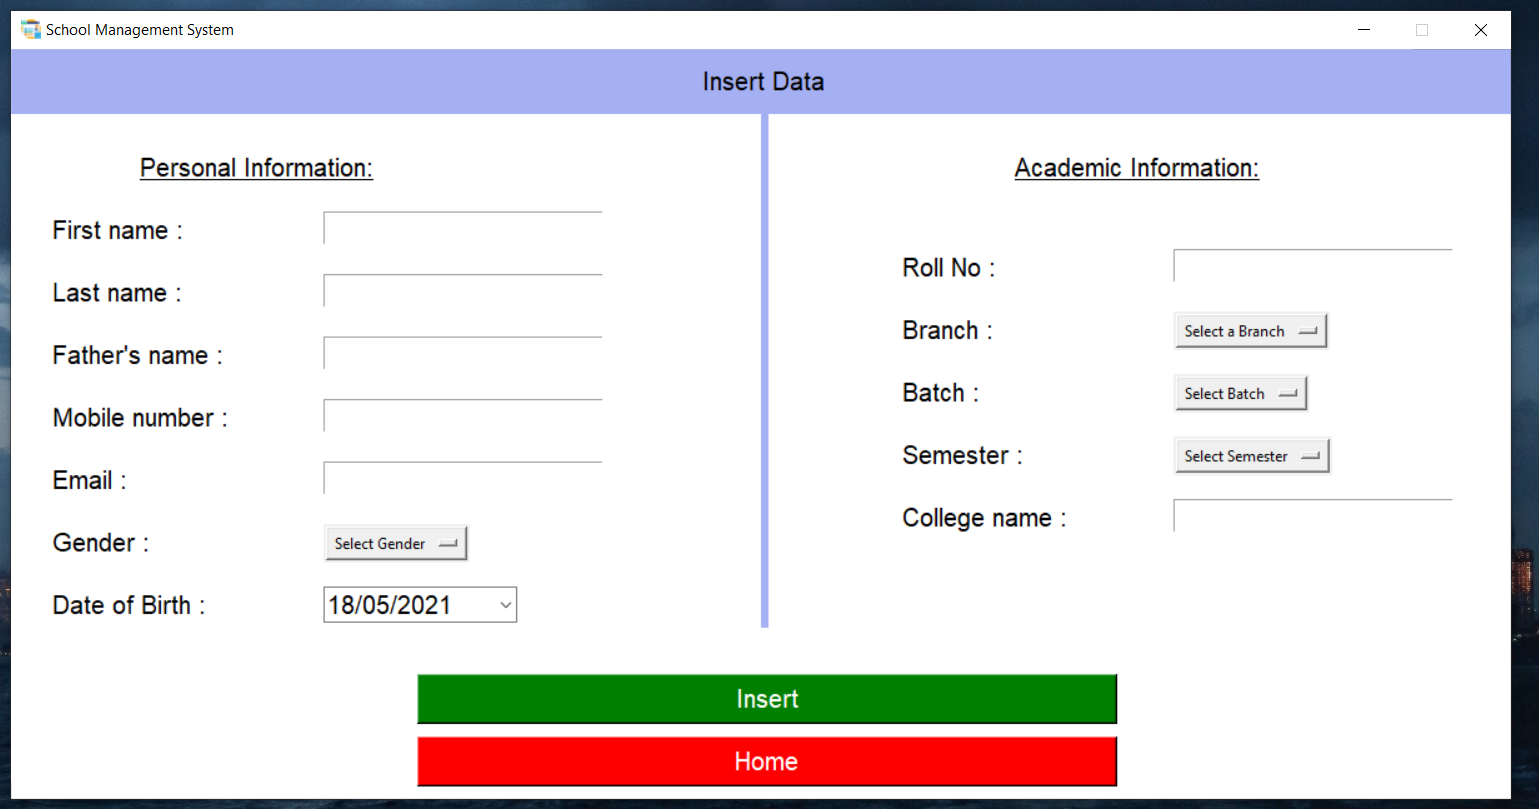 School Management System
Insert Data
Personal Information:
First name :
Last name :
Father's name :
Mobile number :
Email :
Gender : Select Gender
Date of Birth : 18/05/2021
Academic Information:
Roll No :
Branch : Select a Branch
Batch : Select Batch
Semester : Select Semester
College name :
Insert
Home